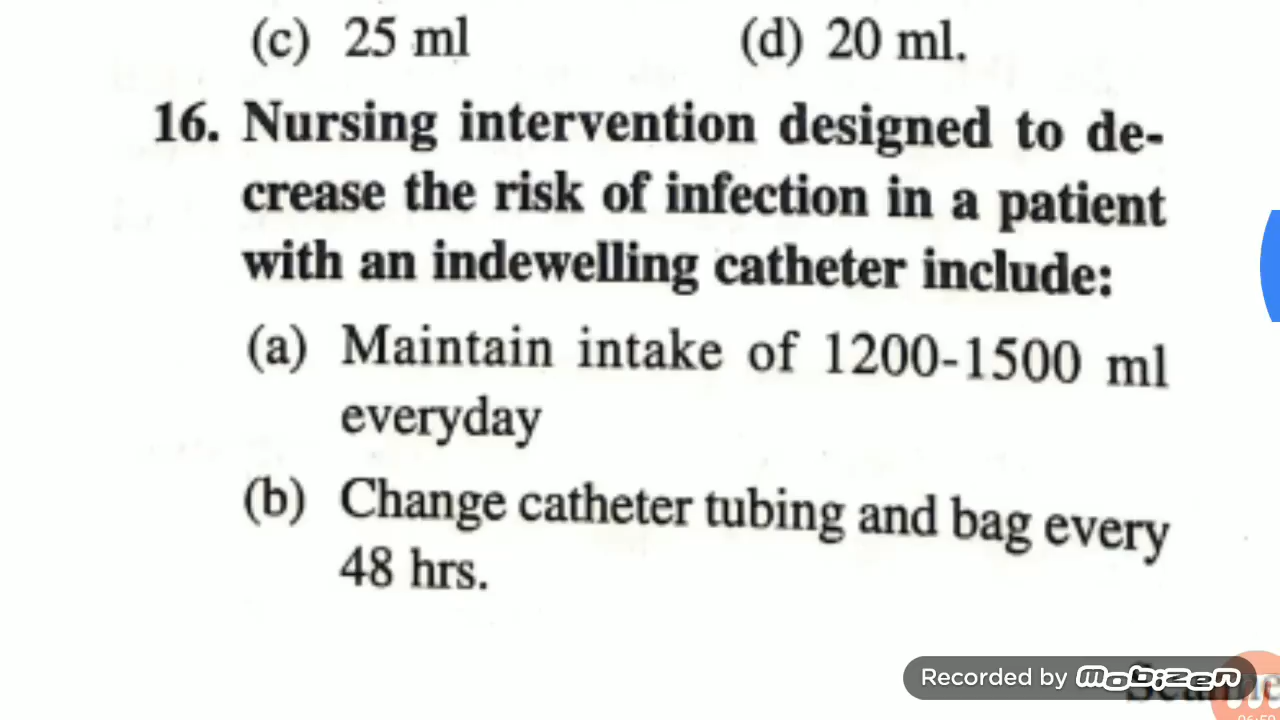 (c) 25 ml (d) 20 ml.
16. Nursing intervention designed to de-
crease the risk of infection in a patient
with an indewelling catheter include:
(a) Maintain intake of 1200-1500 ml
everyday
(b) Change catheter tubing and bag every
48 hrs.
Recorded by MOBIZEN